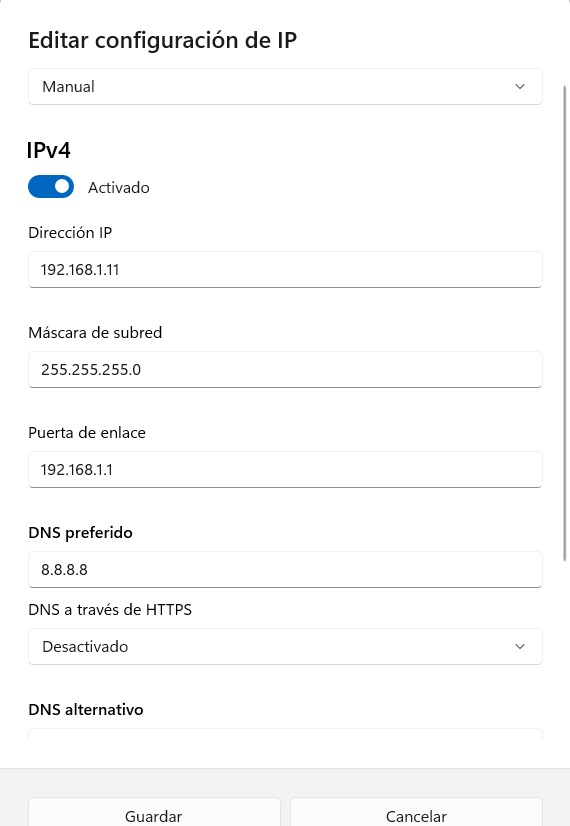 Editar configuración de IP
Manual
IPv4
Activado
Dirección IP
192.168.1.11
Máscara de subred
255.255.255.0
Puerta de enlace
192.168.1.1
DNS preferido
8.8.8.8
DNS a través de HTTPS
Desactivado
DNS alternativo
Guardar
Cancelar